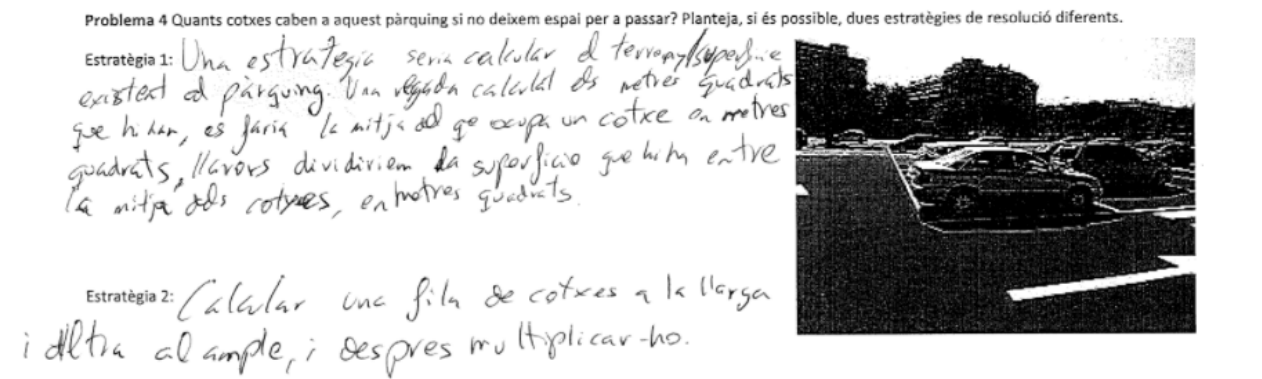 Problema 4 Quants cotxes caben a aquest pàrquing si no deixem espai per a passar? Planteja, si és possible, dues estratègies de resolució diferents.
Estratègia 1: Una estrategia seria calcular el terreny/superficie
existent al pàrquing. Una vegada calculat els metres quadrats
que hi han, es faria la mitja del que ocupa un cotxe en metres
quadrats, llavors dividiriem la superficie que hi ha entre
la mitja dels cotxes, en metres quadrats.
Estratègia 2: Calcular una fila de cotxes a la llarga
i altra al ample, i despres multiplicar-ho.